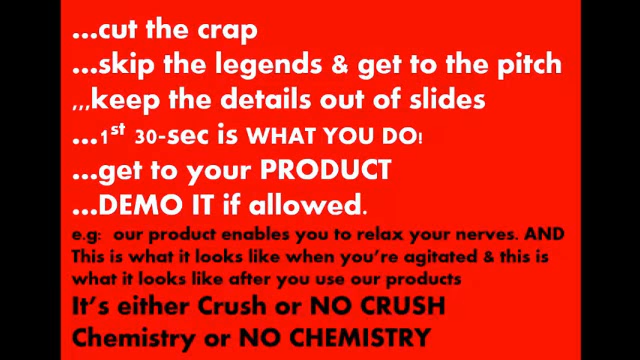 ...cut the crap
...skip the legends & get to the pitch
,,,keep the details out of slides
...1st 30-sec is WHAT YOU DO!
...get to your PRODUCT
...DEMO IT if allowed.
e.g:  our product enables you to relax your nerves. AND
This is what it looks like when you're agitated & this is
what it looks like after you use our products
It's either Crush or NO CRUSH
Chemistry or NO CHEMISTRY